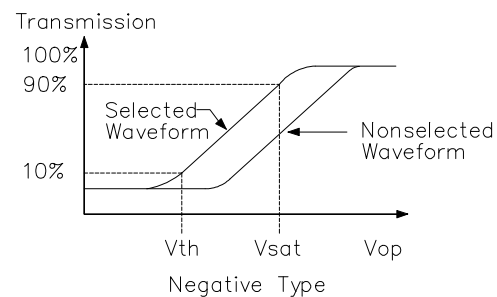 Transmission
100%
90%
Selected
Waveform
Nonselected
Waveform
10%
Vth
Vsat
Vop
Negative Type